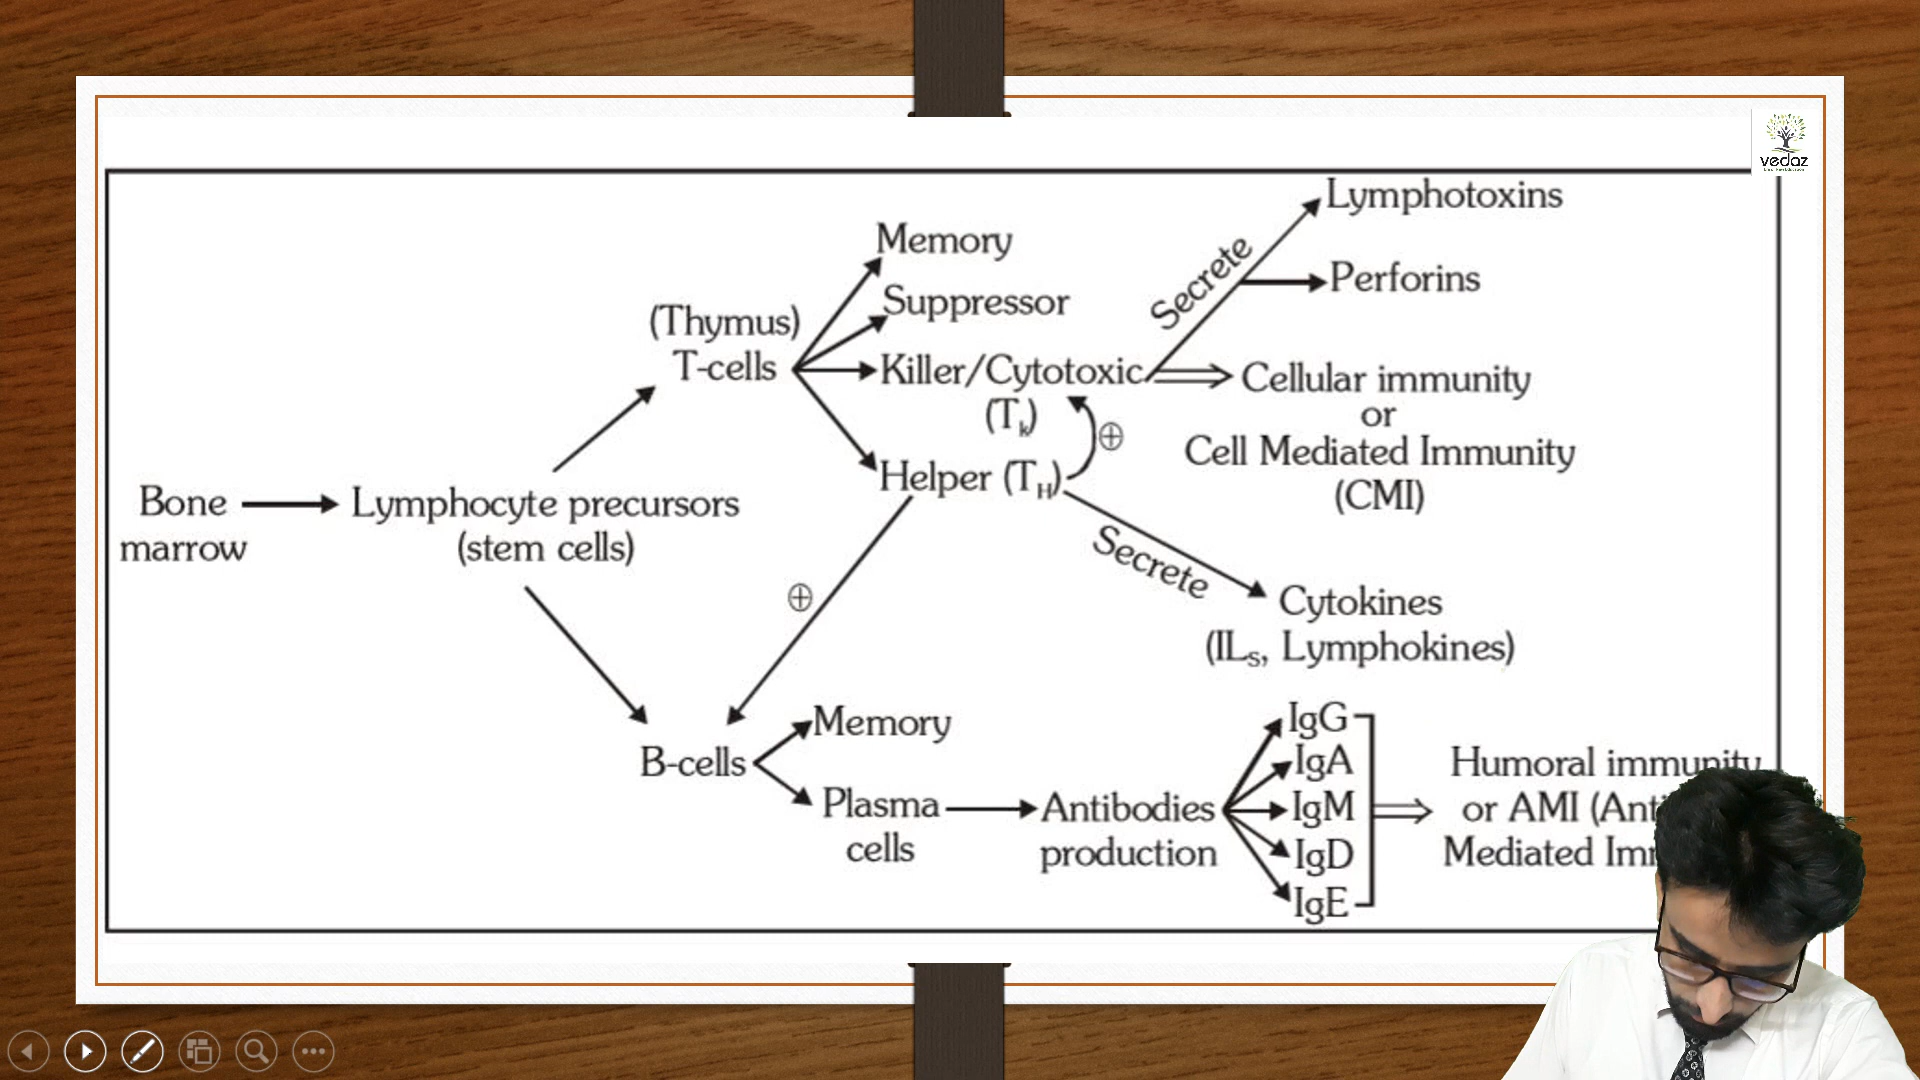 vedaz
Lymphotoxins
Memory
Secrete
Perforins
Suppressor
(Thymus)
T-cells
Killer/Cytotoxic
(Tk)
⊕
Cellular immunity
or
Cell Mediated Immunity
(CMI)
Helper (TH)
Bone
marrow
Lymphocyte precursors
(stem cells)
Secrete
⊕
Cytokines
(ILS, Lymphokines)
B-cells
Memory
Plasma
cells
Antibodies
production
IgG
IgA
IgM
IgD
IgE
Humoral immunity
or AMI
Mediated